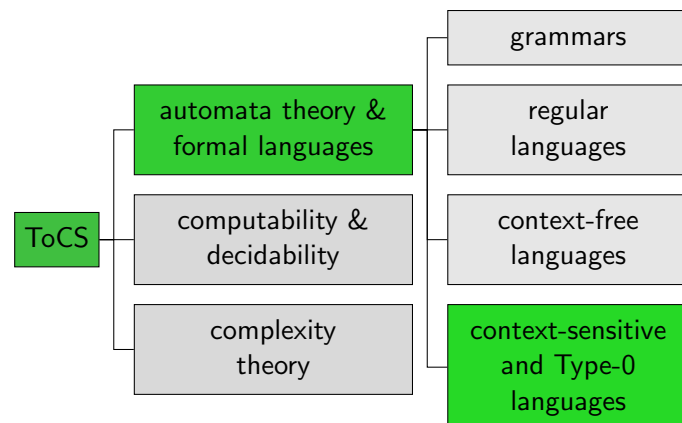 grammars
automata theory &
formal languages
regular
languages
ToCS
computability &
decidability
context-free
languages
complexity
theory
context-sensitive
and Type-0
languages